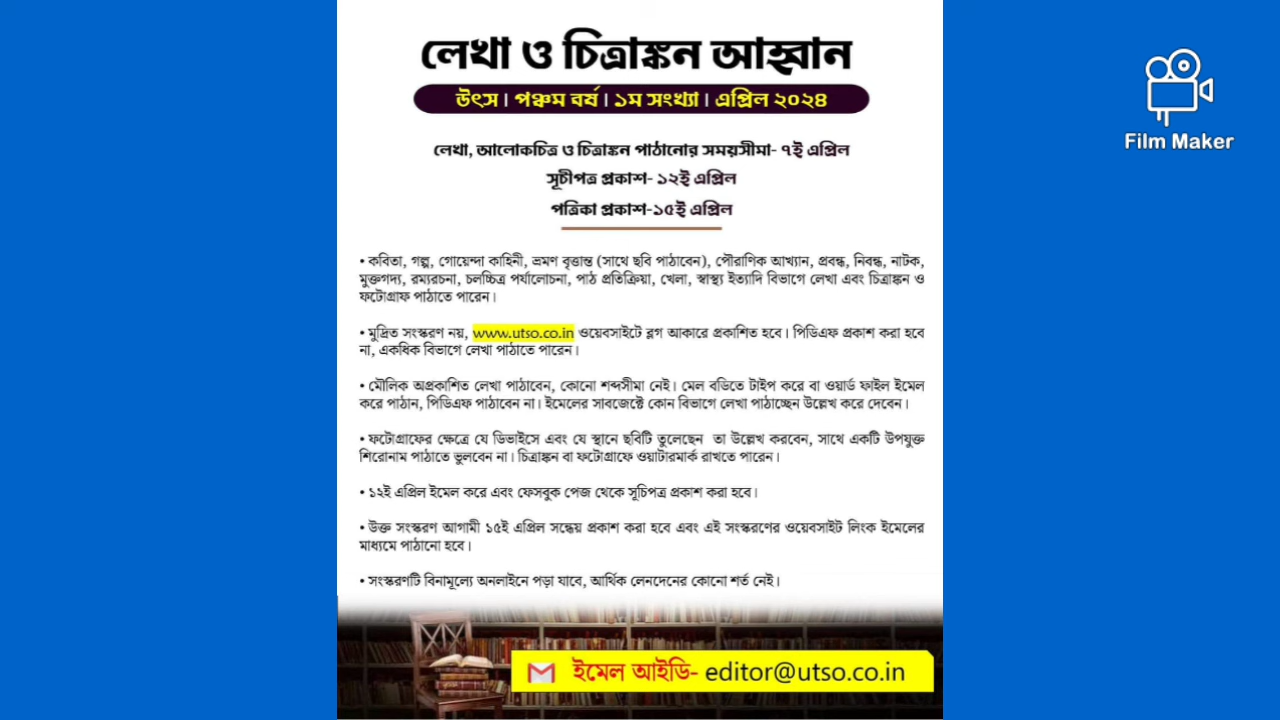 লেখা ও চিত্রাঙ্কন আহ্বান
উৎস । পঞ্চম বর্ষ । ১ম সংখ্যা । এপ্রিল ২০২৪
লেখা, আলোকচিত্র ও চিত্রাঙ্কন পাঠানোর সময়সীমা- ৭ই এপ্রিল
সূচীপত্র প্রকাশ- ১২ই এপ্রিল
পত্রিকা প্রকাশ-১৫ই এপ্রিল
• কবিতা, গল্প, গোয়েন্দা কাহিনী, ভ্রমণ বৃত্তান্ত (সাথে ছবি পাঠাবেন), পৌরাণিক আখ্যান, প্রবন্ধ, নিবন্ধ, নাটক,
মুক্তগদ্য, রম্যরচনা, চলচ্চিত্র পর্যালোচনা, পাঠ প্রতিক্রিয়া, খেলা, স্বাস্থ্য ইত্যাদি বিভাগে লেখা এবং চিত্রাঙ্কন ও
ফটোগ্রাফ পাঠাতে পারেন।
• মুদ্রিত সংস্করণ নয়, www.utso.co.in ওয়েবসাইটে ব্লগ আকারে প্রকাশিত হবে। পিডিএফ প্রকাশ করা হবে
না, একধিক বিভাগে লেখা পাঠাতে পারেন।
• মৌলিক অপ্রকাশিত লেখা পাঠাবেন, কোনো শব্দসীমা নেই। মেল বডিতে টাইপ করে বা ওয়ার্ড ফাইল ইমেল
করে পাঠান, পিডিএফ পাঠাবেন না। ইমেলের সাবজেক্টে কোন বিভাগে লেখা পাঠাচ্ছেন উল্লেখ করে দেবেন।
• ফটোগ্রাফের ক্ষেত্রে যে ডিভাইসে এবং যে স্থানে ছবিটি তুলেছেন তা উল্লেখ করবেন, সাথে একটি উপযুক্ত
শিরোনাম পাঠাতে ভুলবেন না। চিত্রাঙ্কন বা ফটোগ্রাফে ওয়াটারমার্ক রাখতে পারেন।
• ১২ই এপ্রিল ইমেল করে এবং ফেসবুক পেজ থেকে সূচিপত্র প্রকাশ করা হবে।
• উক্ত সংস্করণ আগামী ১৫ই এপ্রিল সন্ধেয় প্রকাশ করা হবে এবং এই সংস্করণের ওয়েবসাইট লিংক ইমেলের
মাধ্যমে পাঠানো হবে।
• সংস্করণটি বিনামূল্যে অনলাইনে পড়া যাবে, আর্থিক লেনদেনের কোনো শর্ত নেই।
ইমেল আইডি- editor@utso.co.in
Film Maker